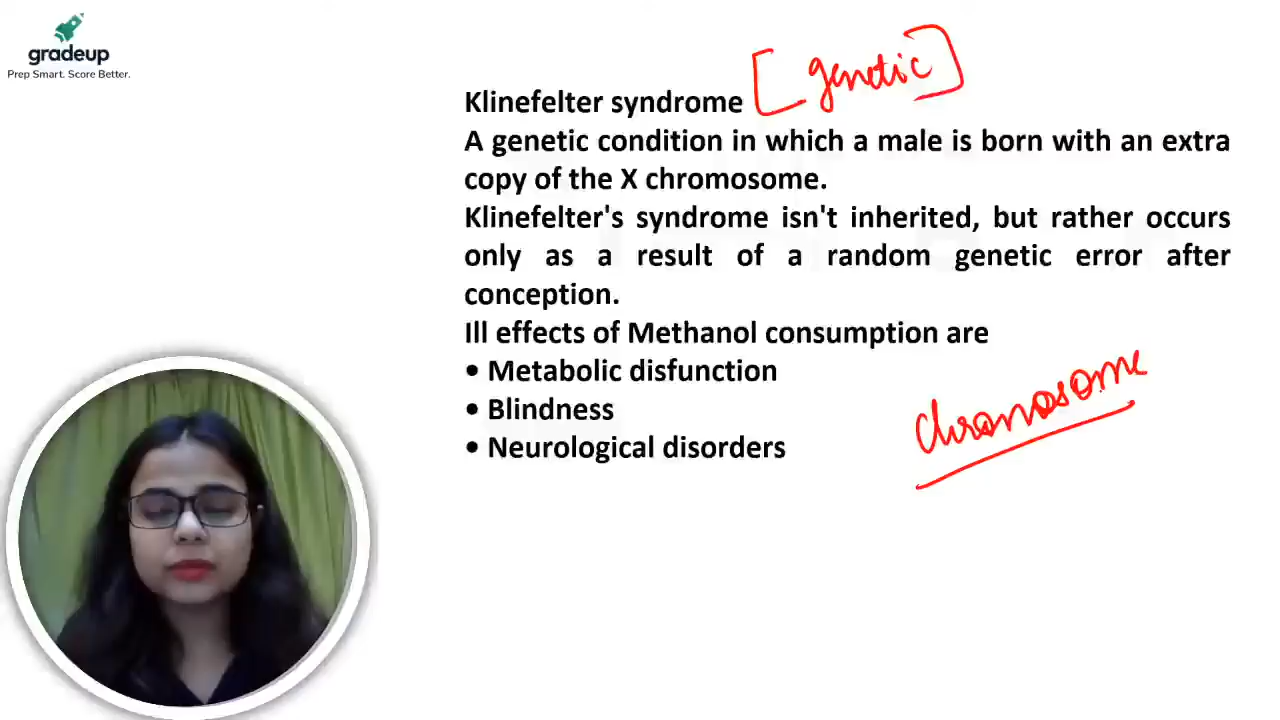 gradeup
Prep Smart. Score Better.
Klinefelter syndrome [genetic]
A genetic condition in which a male is born with an extra
copy of the X chromosome.
Klinefelter's syndrome isn't inherited, but rather occurs
only as a result of a random genetic error after
conception.
Ill effects of Methanol consumption are
• Metabolic disfunction
• Blindness
• Neurological disorders
chromosome